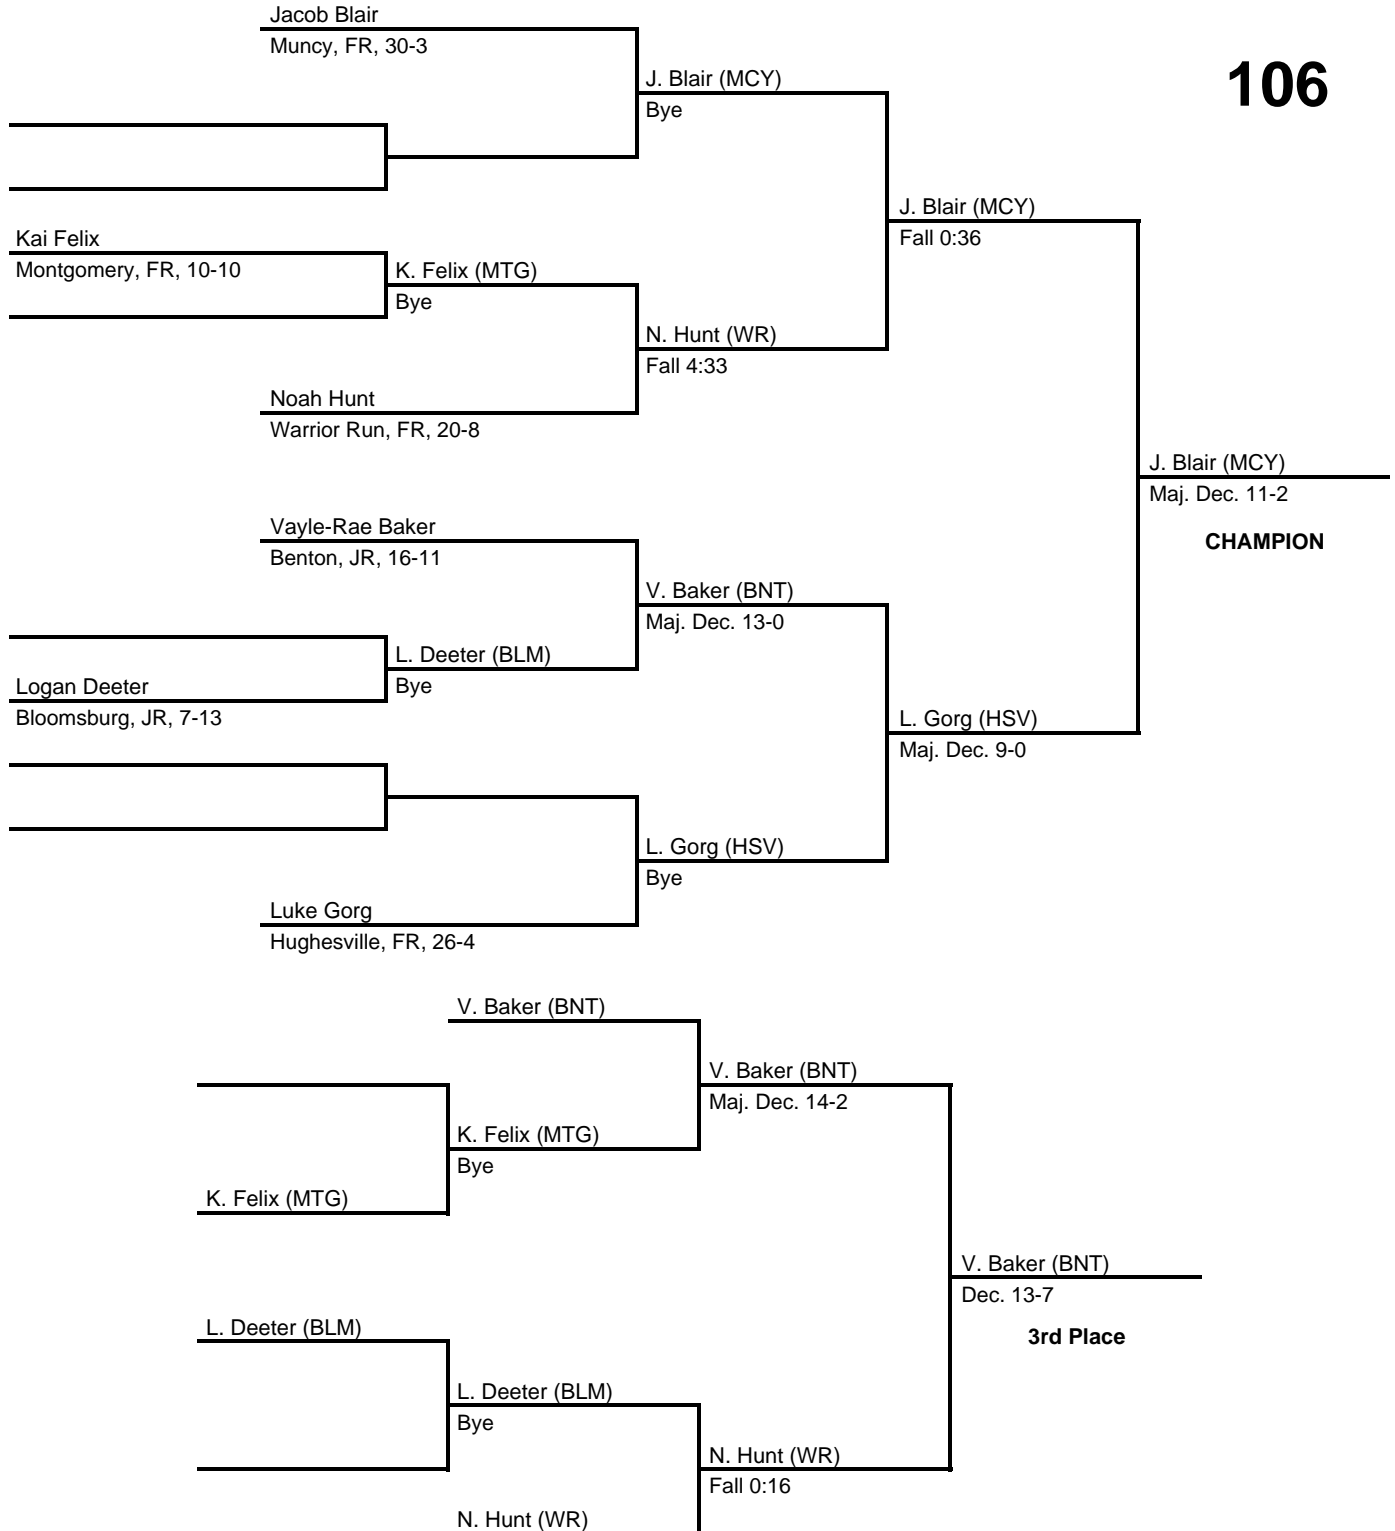 Jacob Blair
Muncy, FR, 30-3
106
J. Blair (MCY)
Bye
J. Blair (MCY)
Fall 0:36
Kai Felix
Montgomery, FR, 10-10
K. Felix (MTG)
Bye
N. Hunt (WR)
Fall 4:33
Noah Hunt
Warrior Run, FR, 20-8
J. Blair (MCY)
Maj. Dec. 11-2
CHAMPION
Vayle-Rae Baker
Benton, JR, 16-11
V. Baker (BNT)
Maj. Dec. 13-0
L. Deeter (BLM)
Bye
Logan Deeter
Bloomsburg, JR, 7-13
L. Gorg (HSV)
Maj. Dec. 9-0
L. Gorg (HSV)
Bye
Luke Gorg
Hughesville, FR, 26-4
V. Baker (BNT)
V. Baker (BNT)
Maj. Dec. 14-2
K. Felix (MTG)
Bye
K. Felix (MTG)
V. Baker (BNT)
Dec. 13-7
3rd Place
L. Deeter (BLM)
L. Deeter (BLM)
Bye
N. Hunt (WR)
Fall 0:16
N. Hunt (WR)